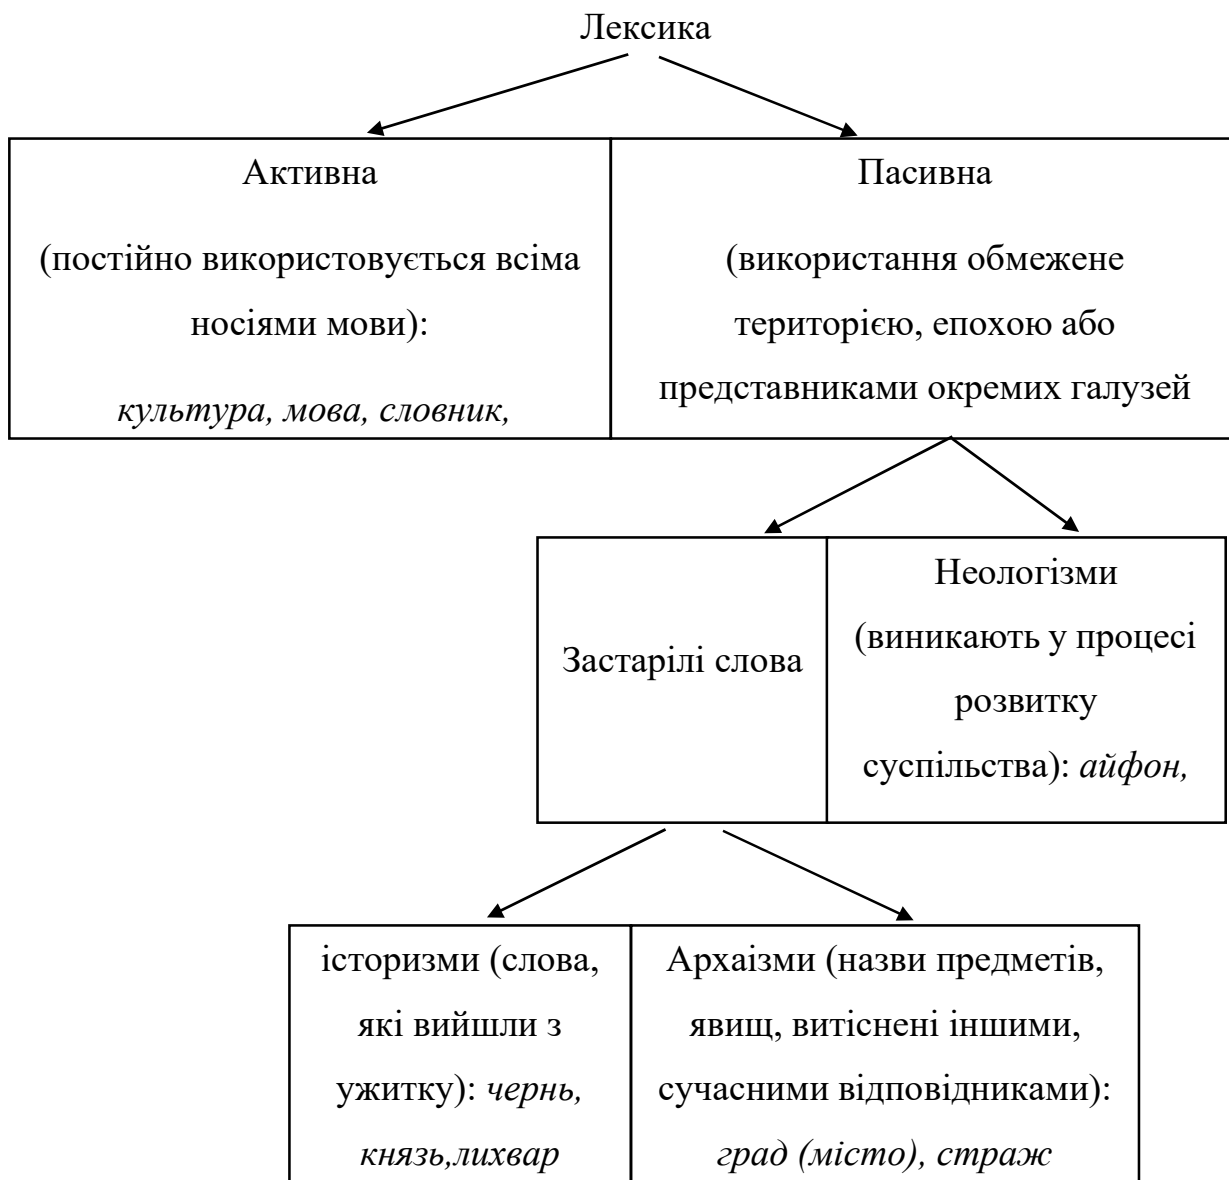 Лексика
Активна
(постійно використовується всіма
носіями мови):
культура, мова, словник,
Пасивна
(використання обмежене
територією, епохою або
представниками окремих галузей
Застарілі слова
Неологізми
(виникають у процесі
розвитку
суспільства): айфон,
історизми (слова,
які вийшли з
ужитку): чернь,
князь,лихвар
Архаізми (назви предметів,
явищ, витіснені іншими,
сучасними відповідниками):
град (місто), страж